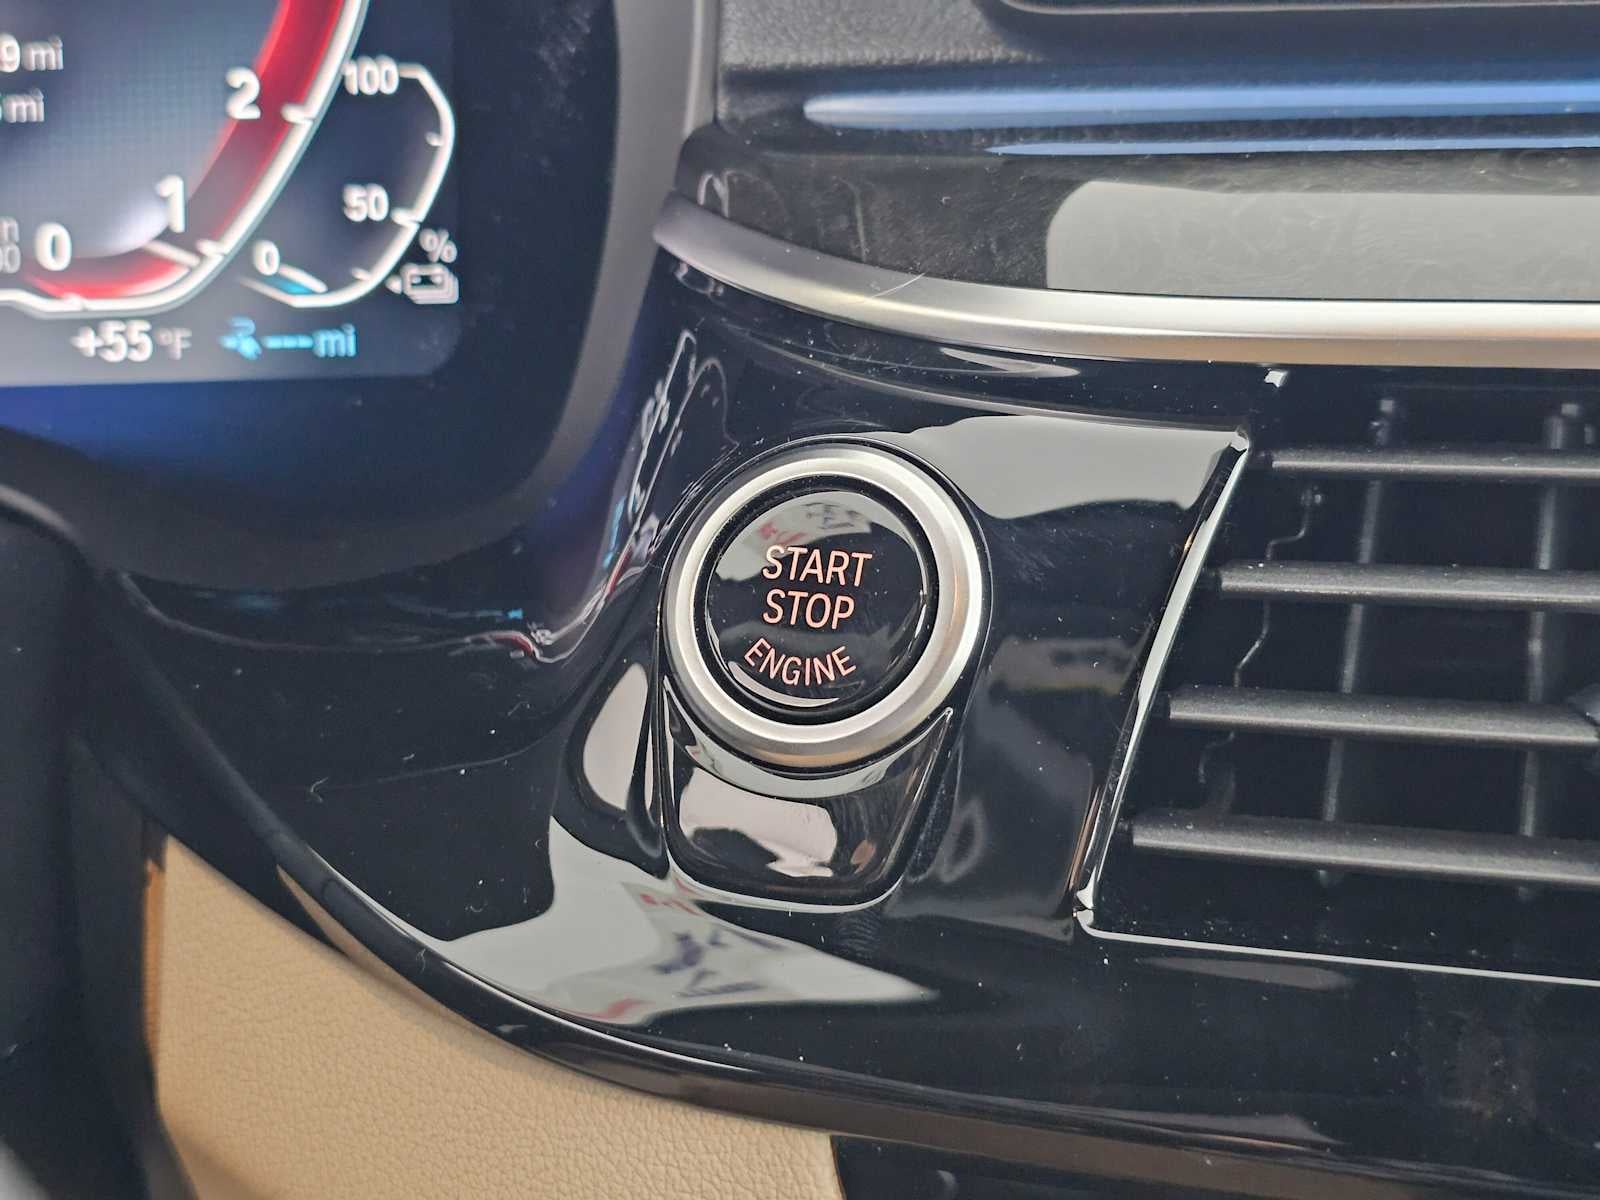 9 mi
mi
2
100
1
50
0
0
%
+55 °F
--- mi
START
STOP
ENGINE